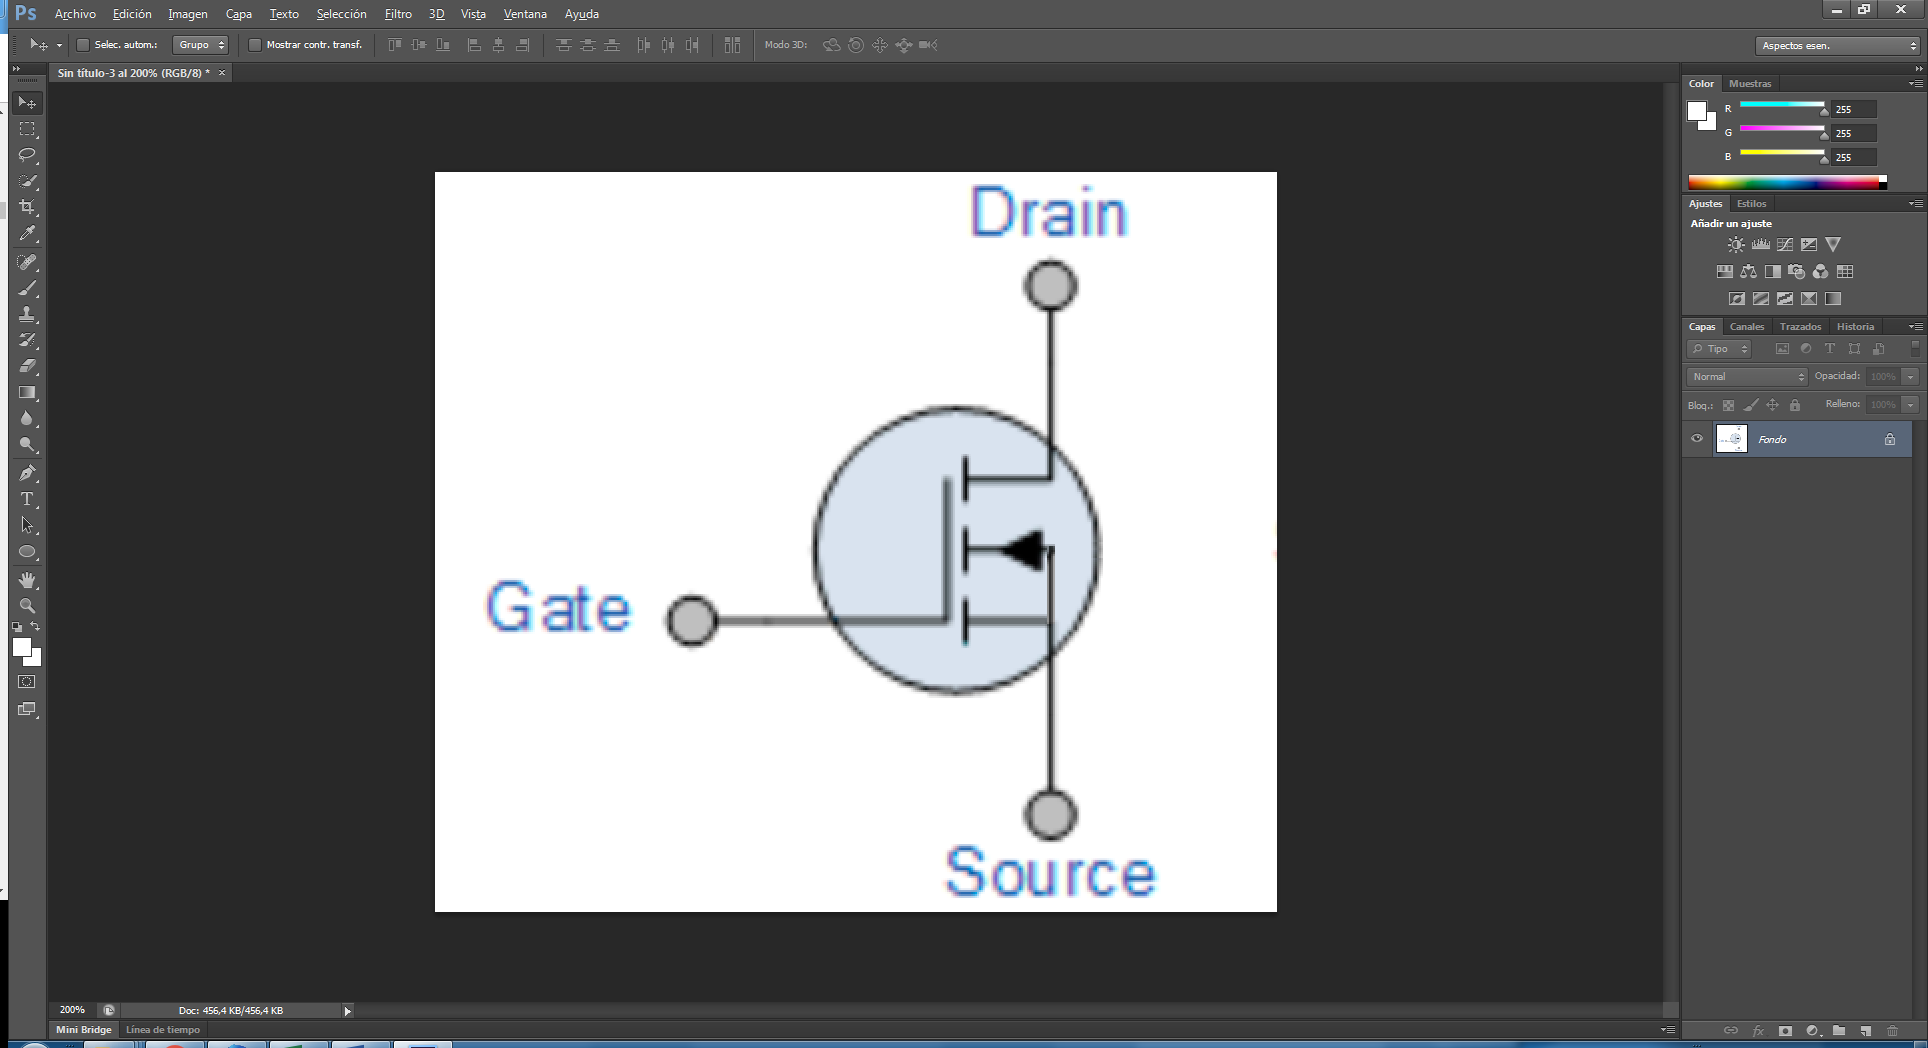 Ps Archivo Edición Imagen Capa Texto Selección Filtro 3D Vista Ventana Ayuda
Selec. autom.: Grupo Mostrar contr. transf. Modo 3D: Aspectos esen.
Sin título-3 al 200% (RGB/8) * ×
Color Muestras
R 255
G 255
B 255
Ajustes Estilos
Añadir un ajuste
Capas Canales Trazados Historia
Tipo
Normal Opacidad: 100%
Bloq.: Relleno: 100%
Fondo
Drain
Gate
Source
200% Doc: 456,4 KB/456,4 KB
Mini Bridge Línea de tiempo